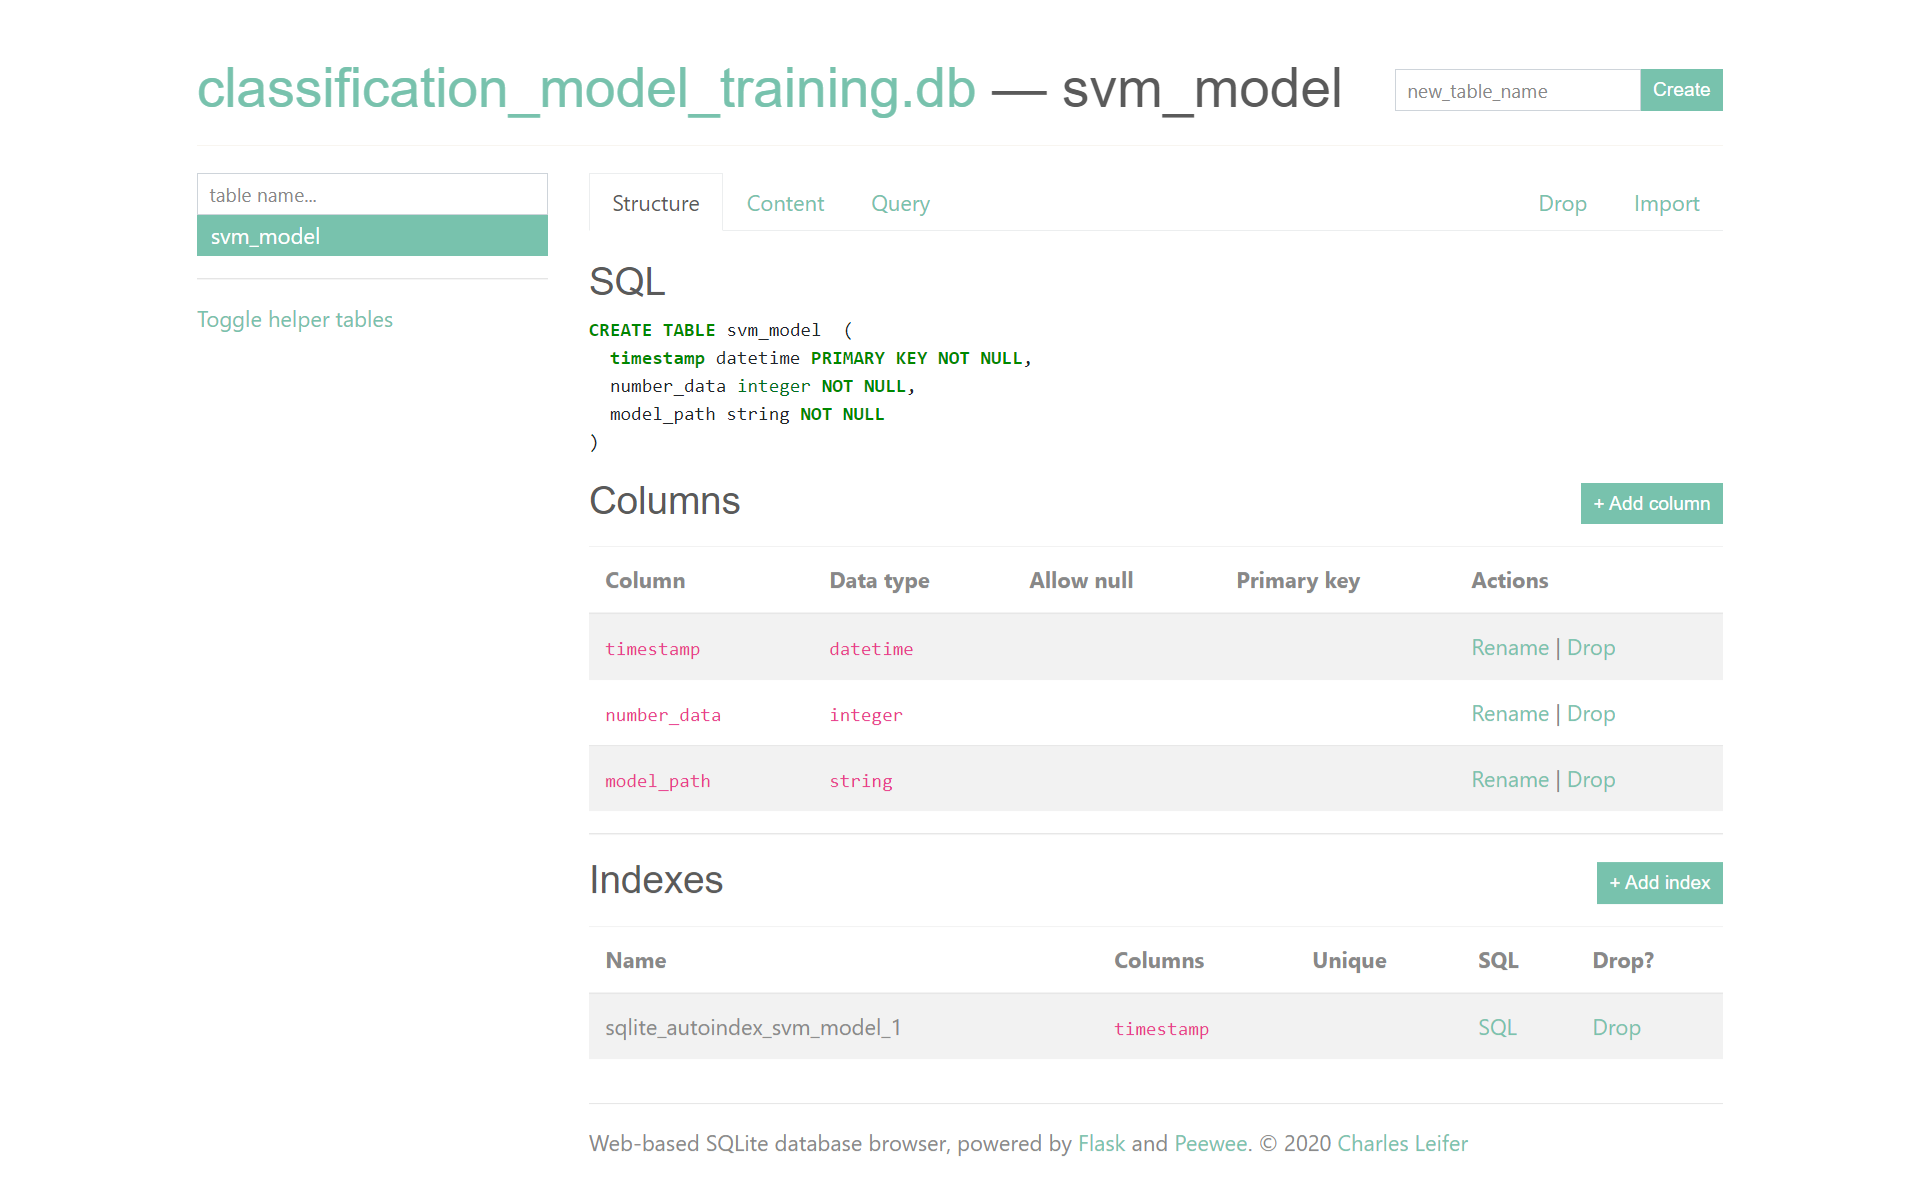 classification_model_training.db — svm_model
new_table_name
Create
table name...
svm_model
Toggle helper tables
Structure
Content
Query
Drop
Import
SQL
CREATE TABLE svm_model  (
  timestamp datetime PRIMARY KEY NOT NULL,
  number_data integer NOT NULL,
  model_path string NOT NULL
)
Columns
+ Add column
Column Data type Allow null Primary key Actions
timestamp datetime Rename | Drop
number_data integer Rename | Drop
model_path string Rename | Drop
Indexes
+ Add index
Name Columns Unique SQL Drop?
sqlite_autoindex_svm_model_1 timestamp SQL Drop
Web-based SQLite database browser, powered by Flask and Peewee. © 2020 Charles Leifer